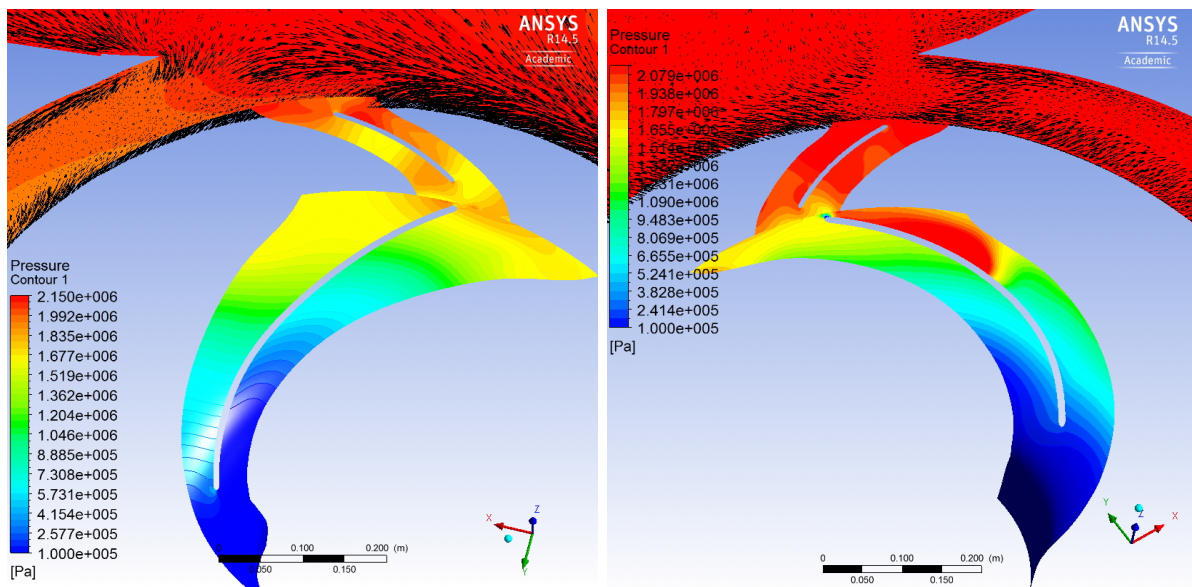 ANSYS
R14.5
Academic
Pressure
Contour 1
2.150e+006
1.992e+006
1.835e+006
1.677e+006
1.519e+006
1.362e+006
1.204e+006
1.046e+006
8.885e+005
7.308e+005
5.731e+005
4.154e+005
2.577e+005
1.000e+005
[Pa]
0 0.100 0.200 (m)
0.050 0.150
X
Y
Z
ANSYS
R14.5
Academic
Pressure
Contour 1
2.079e+006
1.938e+006
1.797e+006
1.655e+006
1.090e+006
9.483e+005
8.069e+005
6.655e+005
5.241e+005
3.828e+005
2.414e+005
1.000e+005
[Pa]
0 0.100 0.200 (m)
0.050 0.150
Y
Z
X